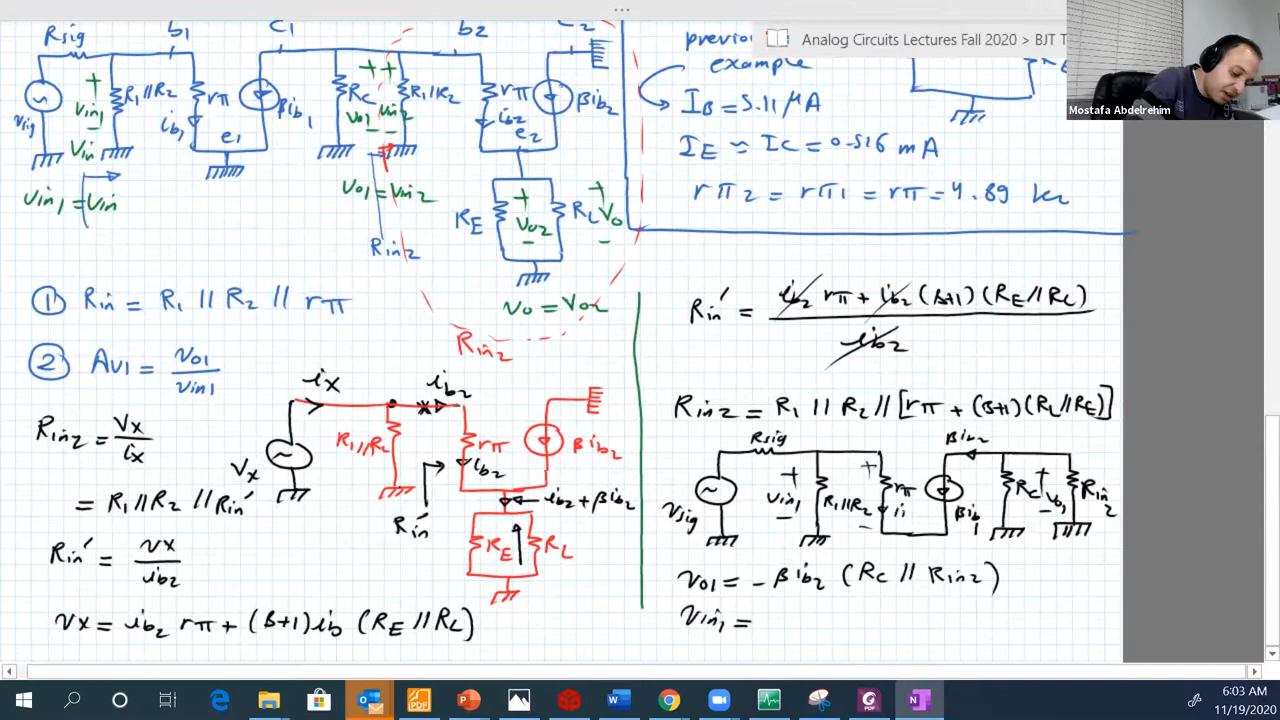 Rsig
b1
C1
b2
C2
+
vin1
-
R1 // R2
rπ
βib1
ib1
e1
RC
+ +
vo1
vin2
- -
R1 // R2
rπ
ib2
βib2
e2
vsig
Vin
vin1 = vin
vo1 = vin2
Rin2
RE
+
vo2
-
RL
+
Vo
-
vo = vo2
Analog Circuits Lectures Fall 2020 > BJT T
example
IB = 5.11 μA
IE ≈ IC = 0.516 mA
rπ2 = rπ1 = rπ = 4.89 kΩ
Mostafa Abdelrehim
① Rin = R1 // R2 // rπ
Rin2
② Av1 = vo1 / vin1
Rin2 = Vx / ix
= R1 // R2 // Rin'
Rin' = vx / ib2
vx = ib2 rπ + (β+1) ib (RE // RL)
ix
ib2
Vx
R1 // R2
rπ
βib2
ib2
Rin'
ib2 + βib2
RE
RL
Rin' = ib2 rπ + ib2 (β+1) (RE // RL) / ib2
Rin2 = R1 // R2 // [rπ + (β+1) (RL // RE)]
Rsig
βib2
+
vin1
-
R1 // R2
+
rπ
-
βib1
RC
+
vo1
-
Rin2
Vsig
vo1 = - βib2 (RC // Rin2)
vin1 =
6:03 AM
11/19/2020